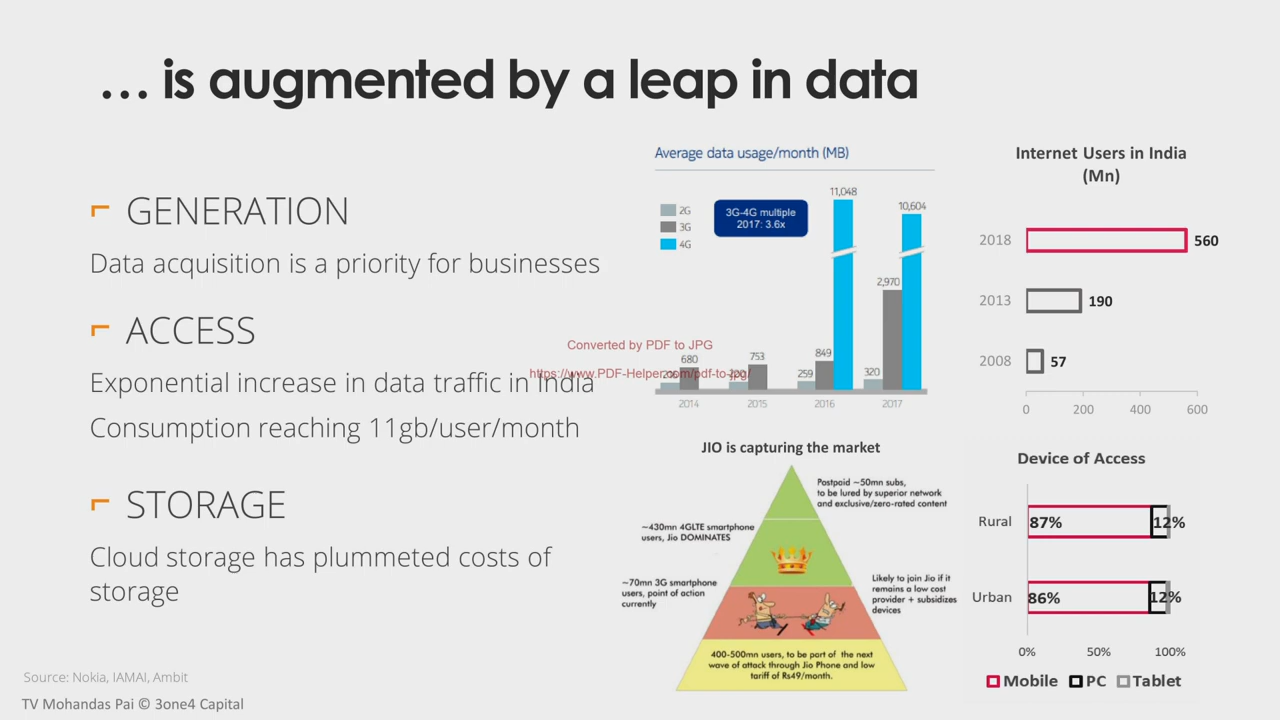 … is augmented by a leap in data
GENERATION
Data acquisition is a priority for businesses
ACCESS
Exponential increase in data traffic in India
Consumption reaching 11gb/user/month
STORAGE
Cloud storage has plummeted costs of
storage
Average data usage/month (MB)
2G
3G
4G
3G-4G multiple
2017: 3.6x
11,048
10,604
2,970
680
753
849
259
320
2014
2015
2016
2017
Converted by PDF to JPG
https://www.PDF-Helper.com/pdf-to-jpg/
Internet Users in India
(Mn)
2018
560
2013
190
2008
57
0
200
400
600
JIO is capturing the market
Postpaid ~50mn subs,
to be lured by superior network
and exclusive/zero-rated content
~430mn 4GLTE smartphone
users, Jio DOMINATES
~70mn 3G smartphone
users, point of action
currently
Likely to join Jio if it
remains a low cost
provider + subsidizes
devices
400-500mn users, to be part of the next
wave of attack through Jio Phone and low
tariff of Rs49/month.
Device of Access
Rural
87%
12%
Urban
86%
12%
0%
50%
100%
Mobile
PC
Tablet
Source: Nokia, IAMAI, Ambit
TV Mohandas Pai © 3one4 Capital